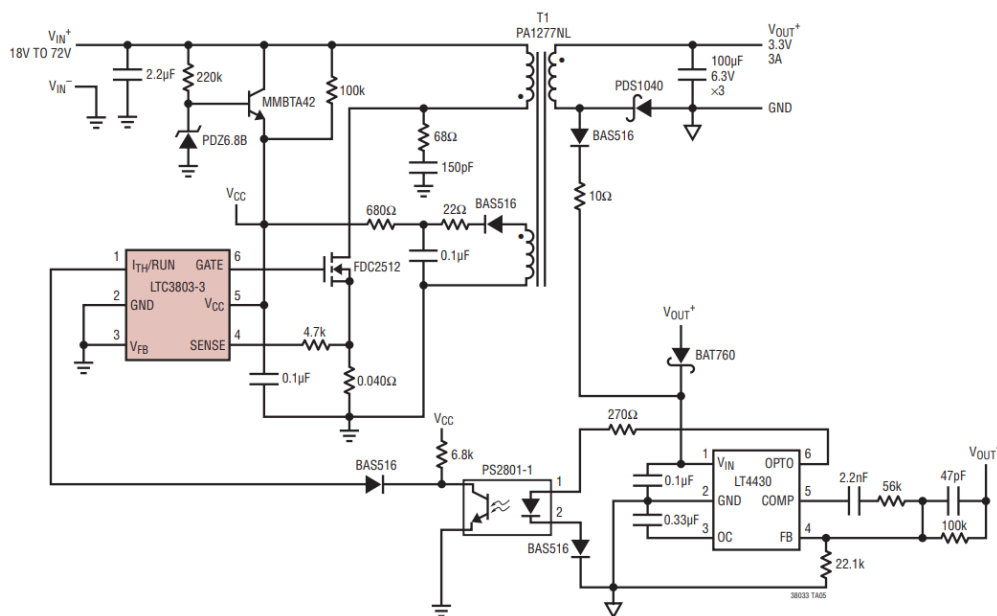 T1
PA1277NL
VIN+
18V TO 72V
VIN–
2.2µF
220k
MMBTA42
100k
PDZ6.8B
68Ω
150pF
VOUT+
3.3V
3A
100µF
6.3V
×3
PDS1040
GND
BAS516
10Ω
VCC
680Ω
22Ω
BAS516
0.1µF
FDC2512
1
ITH/RUN
GATE
6
LTC3803-3
2
GND
VCC
5
3
VFB
SENSE
4
4.7k
0.1µF
0.040Ω
VOUT+
BAT760
VCC
6.8k
BAS516
PS2801-1
1
2
BAS516
270Ω
1
VIN
OPTO
6
LT4430
2
GND
COMP
5
3
OC
FB
4
0.1µF
0.33µF
2.2nF
56k
47pF
VOUT+
100k
22.1k
38033 TA05